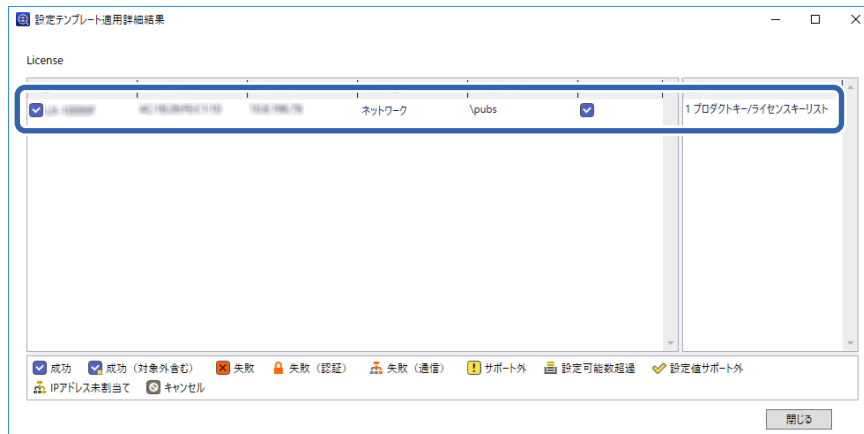 設定テンプレート適用詳細結果
License
ネットワーク \pubs 1 プロダクトキー/ライセンスキーリスト
成功 成功（対象外含む） 失敗 失敗（認証） 失敗（通信） サポート外 設定可能数超過 設定値サポート外
IPアドレス未割当て キャンセル
閉じる